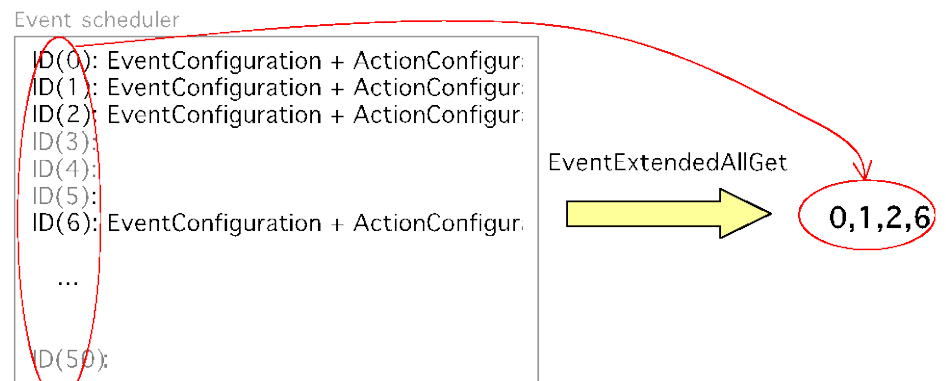 Event scheduler
ID(0): EventConfiguration + ActionConfigur
ID(1): EventConfiguration + ActionConfigur
ID(2): EventConfiguration + ActionConfigur
ID(3):
ID(4):
ID(5):
ID(6): EventConfiguration + ActionConfigur
...
ID(50):
EventExtendedAllGet
0,1,2,6